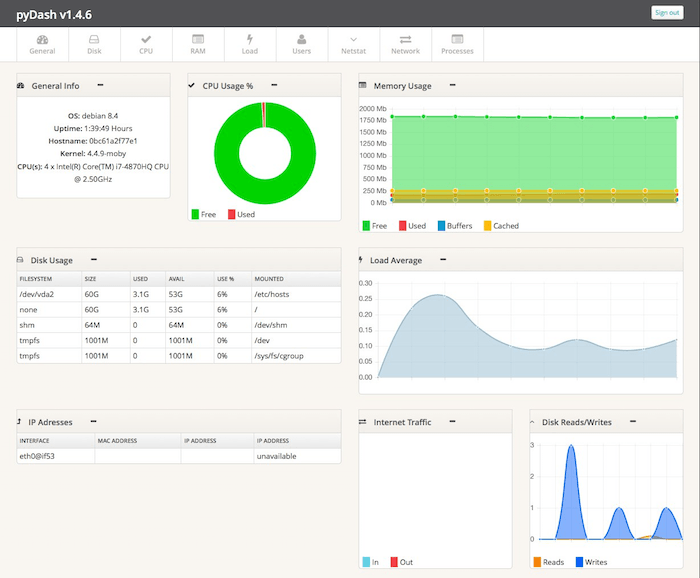 pyDash v1.4.6
Sign out
General Disk CPU RAM Load Users Netstat Network Processes
General Info
OS: debian 8.4
Uptime: 1:39:49 Hours
Hostname: 0bc61a2f77e1
Kernel: 4.4.9-moby
CPU(s): 4 x Intel(R) Core(TM) i7-4870HQ CPU
@ 2.50GHz
CPU Usage %
Free Used
Memory Usage
2000 Mb
1750 Mb
1500 Mb
1250 Mb
1000 Mb
750 Mb
500 Mb
250 Mb
0 Mb
Free Used Buffers Cached
Disk Usage
FILESYSTEM SIZE USED AVAIL USE % MOUNTED
/dev/vda2 60G 3.1G 53G 6% /etc/hosts
none 60G 3.1G 53G 6% /
shm 64M 0 64M 0% /dev/shm
tmpfs 1001M 0 1001M 0% /dev
tmpfs 1001M 0 1001M 0% /sys/fs/cgroup
Load Average
0.30
0.25
0.20
0.15
0.10
0.05
0.00
IP Adresses
INTERFACE MAC ADDRESS IP ADDRESS IP ADDRESS
eth0@if53 unavailable
Internet Traffic
In Out
Disk Reads/Writes
3
2
1
0
Reads Writes